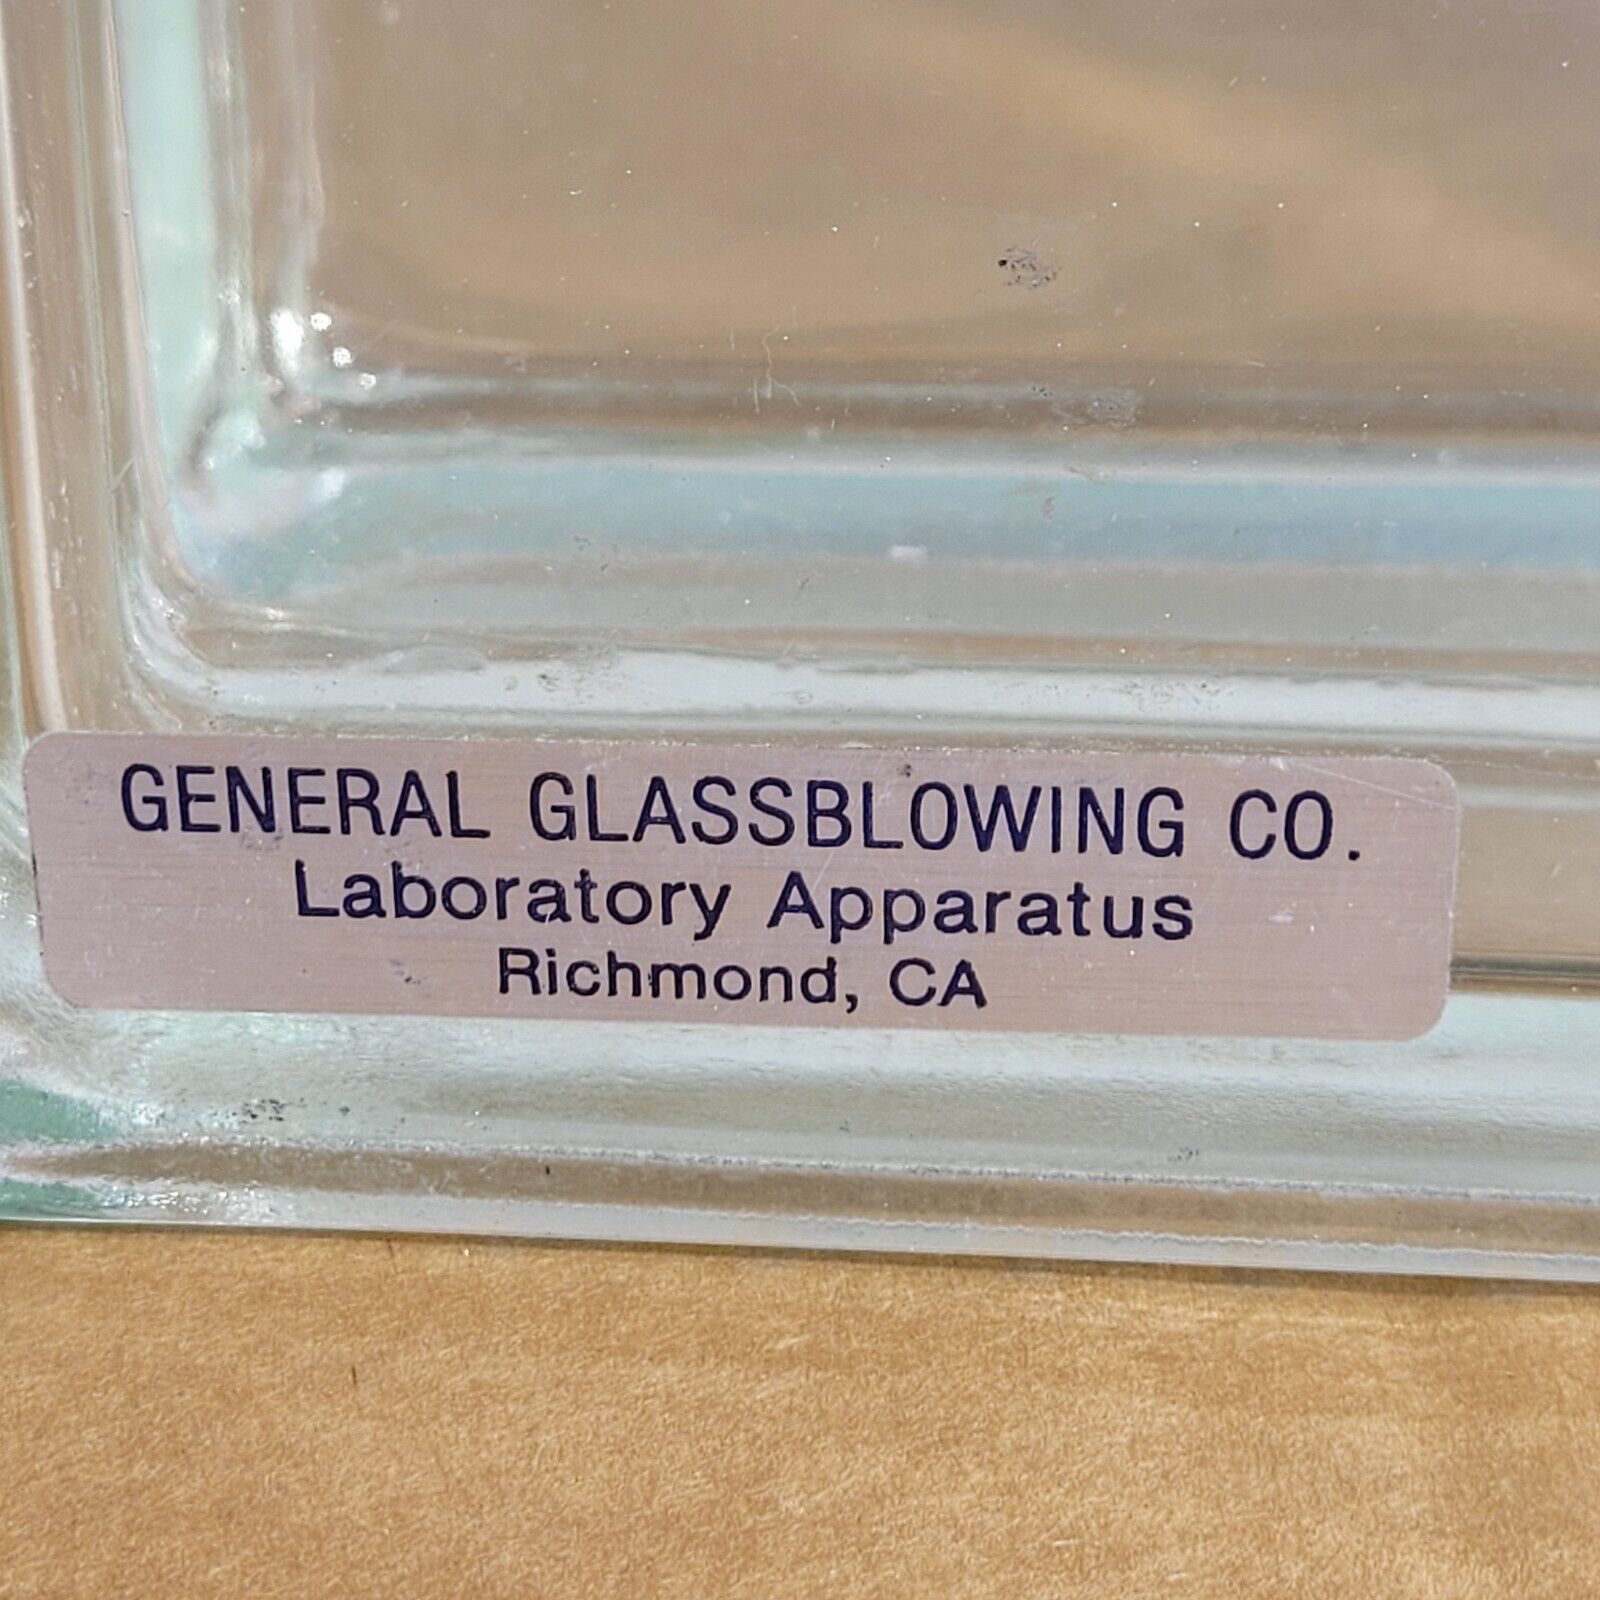 GENERAL GLASSBLOWING CO.
Laboratory Apparatus
Richmond, CA